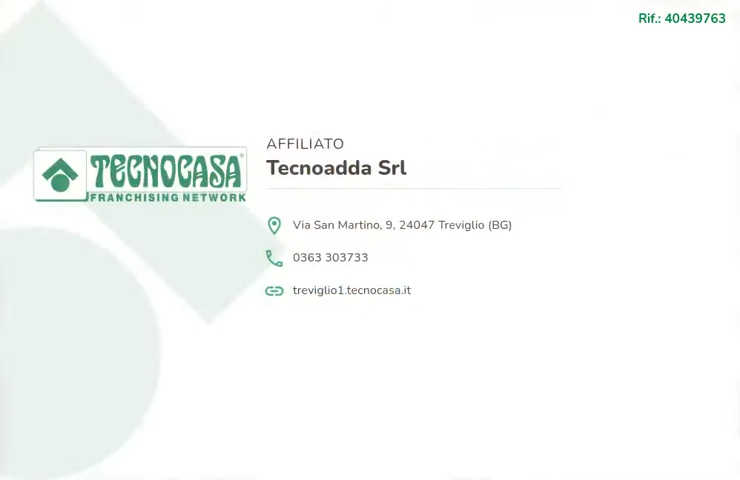 Rif.: 40439763
AFFILIATO
Tecnoadda Srl
TECNOCASA®
FRANCHISING NETWORK
Via San Martino, 9, 24047 Treviglio (BG)
0363 303733
treviglio1.tecnocasa.it